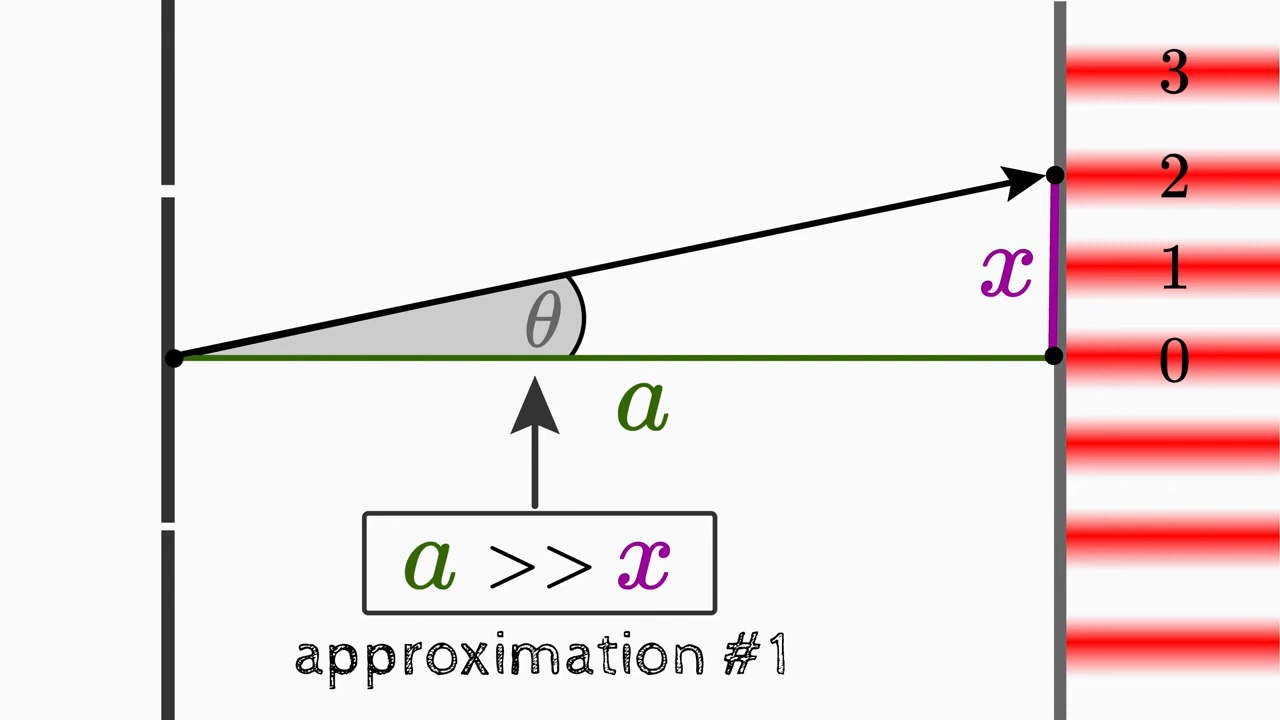 3
2
x
1
θ
0
a
a >> x
approximation #1